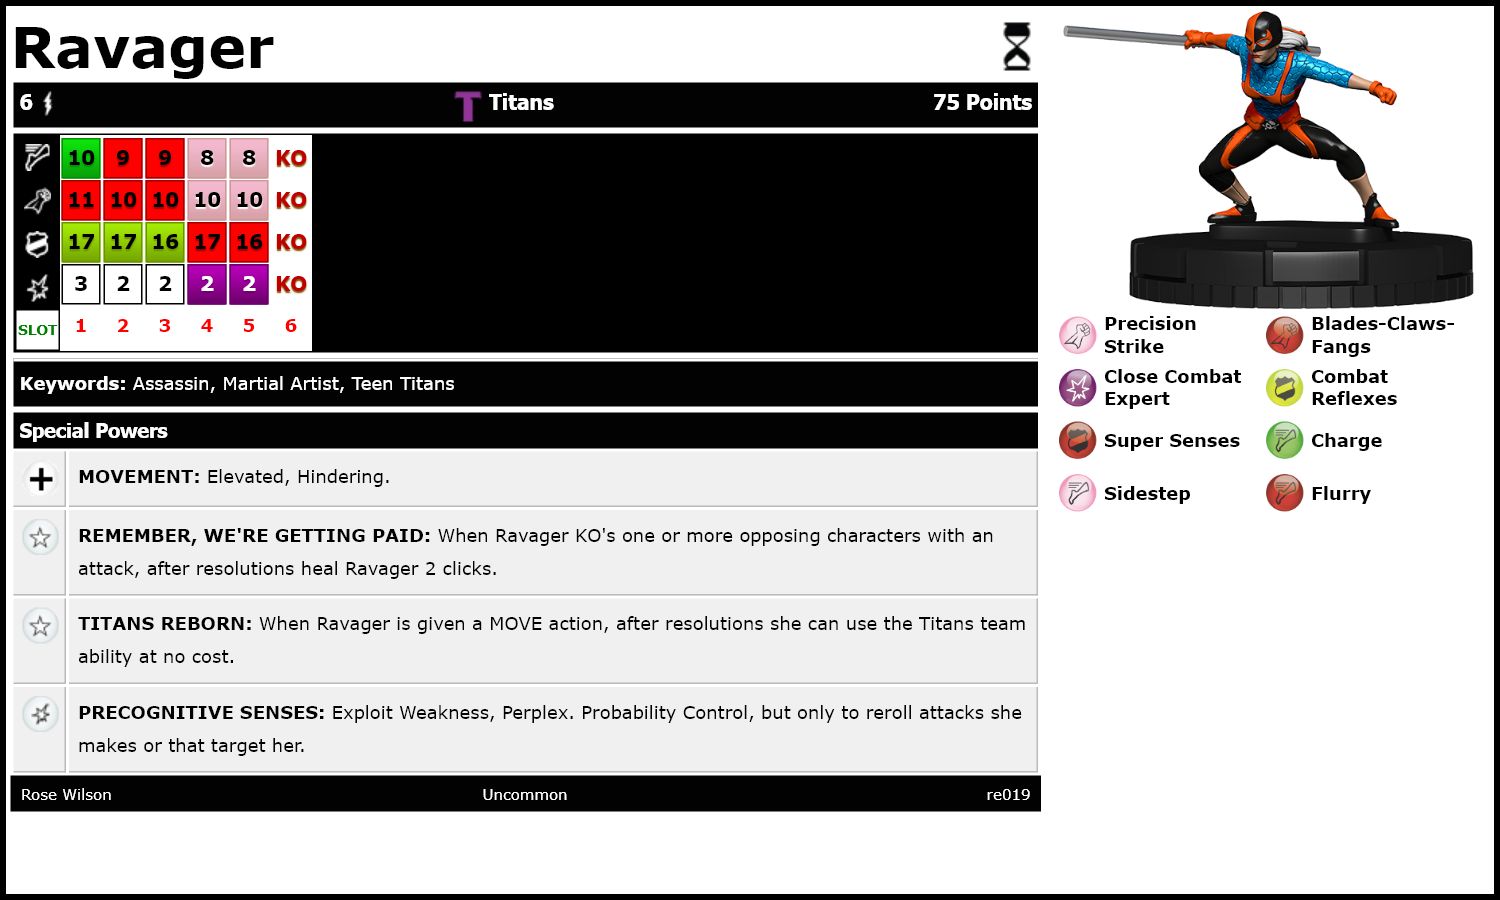 Ravager
6 Titans 75 Points
10 9 9 8 8 KO
11 10 10 10 10 KO
17 17 16 17 16 KO
3 2 2 2 2 KO
SLOT 1 2 3 4 5 6
Keywords: Assassin, Martial Artist, Teen Titans
Special Powers
MOVEMENT: Elevated, Hindering.
REMEMBER, WE'RE GETTING PAID: When Ravager KO's one or more opposing characters with an
attack, after resolutions heal Ravager 2 clicks.
TITANS REBORN: When Ravager is given a MOVE action, after resolutions she can use the Titans team
ability at no cost.
PRECOGNITIVE SENSES: Exploit Weakness, Perplex. Probability Control, but only to reroll attacks she
makes or that target her.
Rose Wilson Uncommon re019
Precision
Strike
Blades-Claws-
Fangs
Close Combat
Expert
Combat
Reflexes
Super Senses
Charge
Sidestep
Flurry